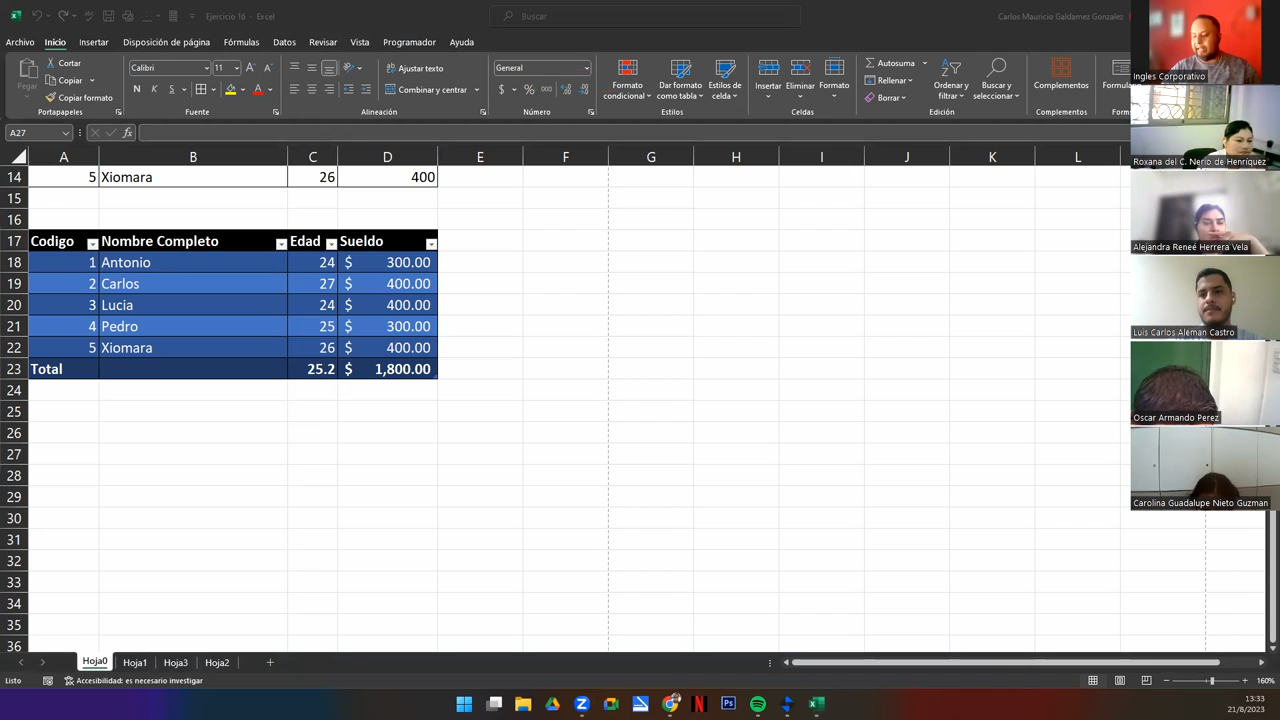 Ejercicio 16 - Excel
Buscar
Carlos Mauricio Galdamez Gonzalez
Archivo Inicio Insertar Disposición de página Fórmulas Datos Revisar Vista Programador Ayuda
Pegar
Cortar
Copiar
Copiar formato
Portapapeles
Calibri 11
N K S
Fuente
Ajustar texto
Combinar y centrar
Alineación
General
$ % 000
Número
Formato condicional
Dar formato como tabla
Estilos de celda
Estilos
Insertar
Eliminar
Formato
Celdas
Autosuma
Rellenar
Borrar
Ordenar y filtrar
Buscar y seleccionar
Edición
Complementos
Complementos
A27
fx
A B C D E F G H I J K L
14 5 Xiomara 26 400
15
16
17 Codigo Nombre Completo Edad Sueldo
18 1 Antonio 24 $ 300.00
19 2 Carlos 27 $ 400.00
20 3 Lucia 24 $ 400.00
21 4 Pedro 25 $ 300.00
22 5 Xiomara 26 $ 400.00
23 Total 25.2 $ 1,800.00
24
25
26
27
28
29
30
31
32
33
34
35
36
Hoja0 Hoja1 Hoja3 Hoja2
Listo
Accesibilidad: es necesario investigar
160%
Ingles Corporativo
Roxana del C. Nerio de Henríquez
Alejandra Reneé Herrera Vela
Luis Carlos Aleman Castro
Oscar Armando Perez
Carolina Guadalupe Nieto Guzman
13:33
21/8/2023